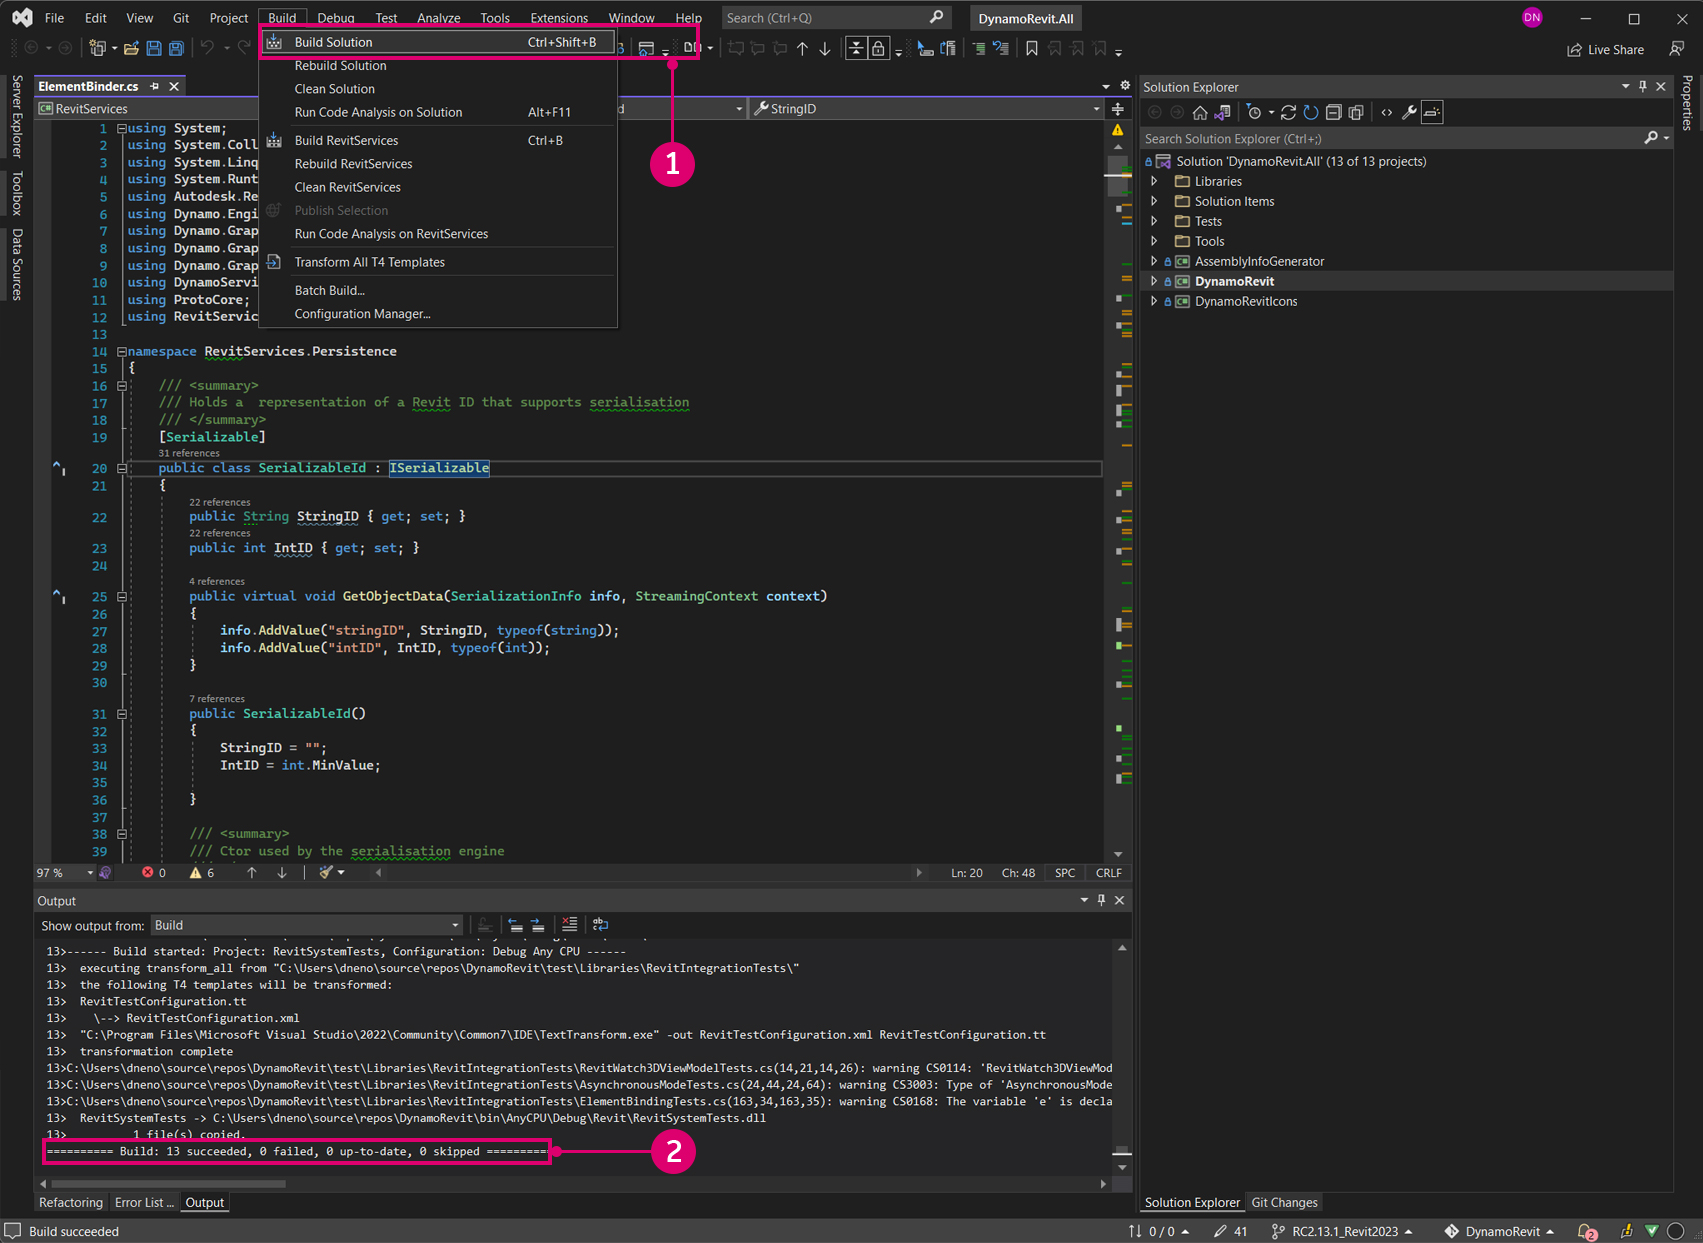 File Edit View Git Project Build Debug Test Analyze Tools Extensions Window Help Search (Ctrl+Q) DynamoRevit.All DN
Live Share
Build Solution Ctrl+Shift+B
Rebuild Solution
Clean Solution
Run Code Analysis on Solution Alt+F11
Build RevitServices Ctrl+B
Rebuild RevitServices
Clean RevitServices
Publish Selection
Run Code Analysis on RevitServices
Transform All T4 Templates
Batch Build...
Configuration Manager...
1
Server Explorer
Toolbox
Data Sources
ElementBinder.cs
RevitServices
StringID
1 using System;
2 using System.Coll
3 using System.Linq
4 using System.Runt
5 using Autodesk.Re
6 using Dynamo.Engi
7 using Dynamo.Grap
8 using Dynamo.Grap
9 using Dynamo.Grap
10 using DynamoServi
11 using ProtoCore;
12 using RevitServic
13
14 namespace RevitServices.Persistence
15 {
16 /// <summary>
17 /// Holds a  representation of a Revit ID that supports serialisation
18 /// </summary>
19 [Serializable]
31 references
20 public class SerializableId : ISerializable
21 {
22 references
22 public String StringID { get; set; }
22 references
23 public int IntID { get; set; }
24
4 references
25 public virtual void GetObjectData(SerializationInfo info, StreamingContext context)
26 {
27 info.AddValue("stringID", StringID, typeof(string));
28 info.AddValue("intID", IntID, typeof(int));
29 }
30
7 references
31 public SerializableId()
32 {
33 StringID = "";
34 IntID = int.MinValue;
35
36 }
37
38 /// <summary>
39 /// Ctor used by the serialisation engine
97 % 0 6 Ln: 20 Ch: 48 SPC CRLF
Output
Show output from: Build
13>------ Build started: Project: RevitSystemTests, Configuration: Debug Any CPU ------
13>  executing transform_all from "C:\Users\dneno\source\repos\DynamoRevit\test\Libraries\RevitIntegrationTests\"
13>  the following T4 templates will be transformed:
13>  RevitTestConfiguration.tt
13>    \--> RevitTestConfiguration.xml
13>  "C:\Program Files\Microsoft Visual Studio\2022\Community\Common7\IDE\TextTransform.exe" -out RevitTestConfiguration.xml RevitTestConfiguration.tt
13>  transformation complete
13>C:\Users\dneno\source\repos\DynamoRevit\test\Libraries\RevitIntegrationTests\RevitWatch3DViewModelTests.cs(14,21,14,26): warning CS0114: 'RevitWatch3DViewMod
13>C:\Users\dneno\source\repos\DynamoRevit\test\Libraries\RevitIntegrationTests\AsynchronousModeTests.cs(24,44,24,64): warning CS3003: Type of 'AsynchronousMode
13>C:\Users\dneno\source\repos\DynamoRevit\test\Libraries\RevitIntegrationTests\ElementBindingTests.cs(163,34,163,35): warning CS0168: The variable 'e' is decla
13>  RevitSystemTests -> C:\Users\dneno\source\repos\DynamoRevit\bin\AnyCPU\Debug\Revit\RevitSystemTests.dll
13>         1 file(s) copied.
========== Build: 13 succeeded, 0 failed, 0 up-to-date, 0 skipped ==========
2
Refactoring Error List ... Output
Solution Explorer
Search Solution Explorer (Ctrl+;)
Solution 'DynamoRevit.All' (13 of 13 projects)
Libraries
Solution Items
Tests
Tools
AssemblyInfoGenerator
DynamoRevit
DynamoRevitIcons
Properties
Solution Explorer Git Changes
Build succeeded 0 / 0 41 RC2.13.1_Revit2023 DynamoRevit 2